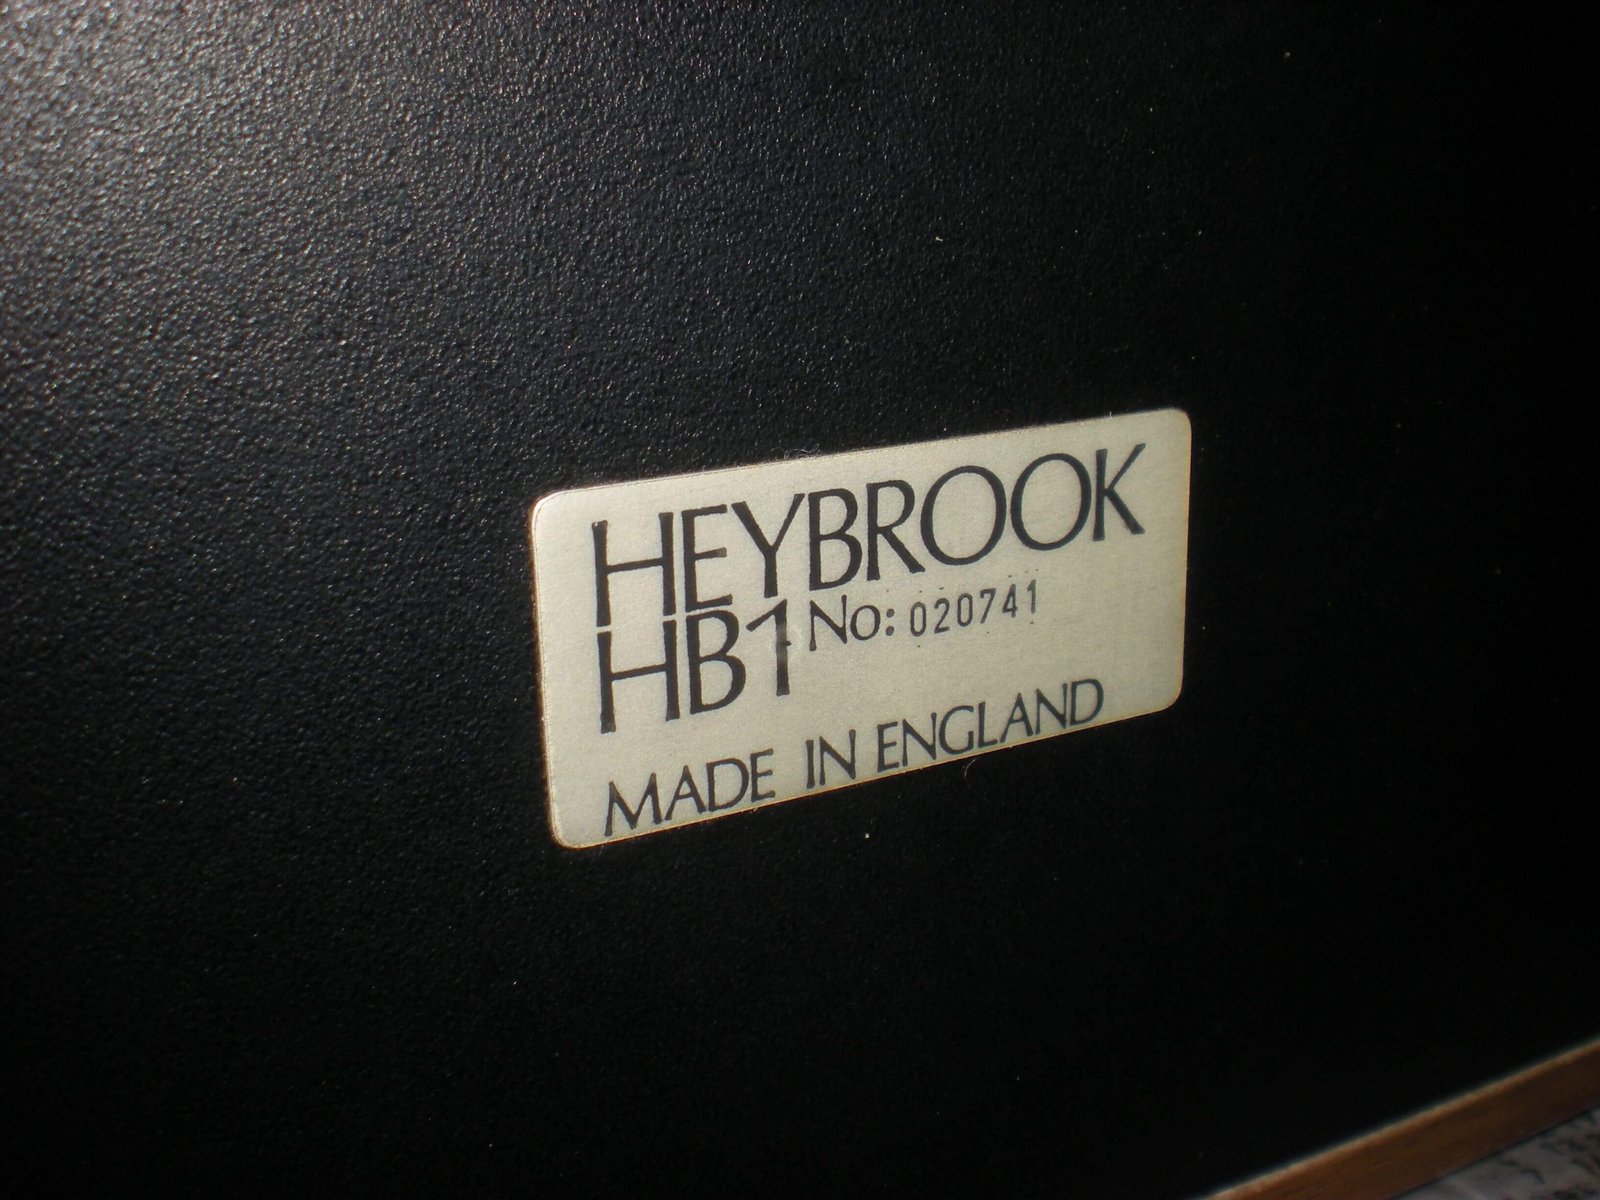 HEYBROOK
HB1 No: 020741
MADE IN ENGLAND